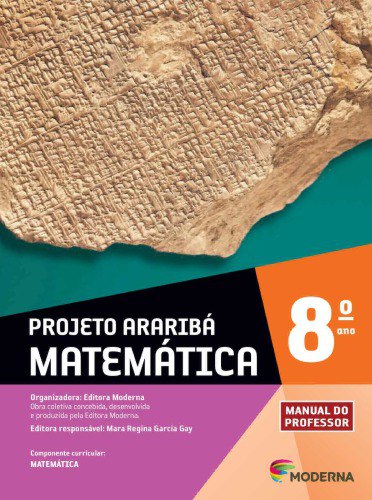 PROJETO ARARIBÁ
MATEMÁTICA
8º
ano
Organizadora: Editora Moderna
Obra coletiva concebida, desenvolvida
e produzida pela Editora Moderna.
Editora responsável: Mara Regina Garcia Gay
MANUAL DO
PROFESSOR
Componente curricular:
MATEMÁTICA
MODERNA